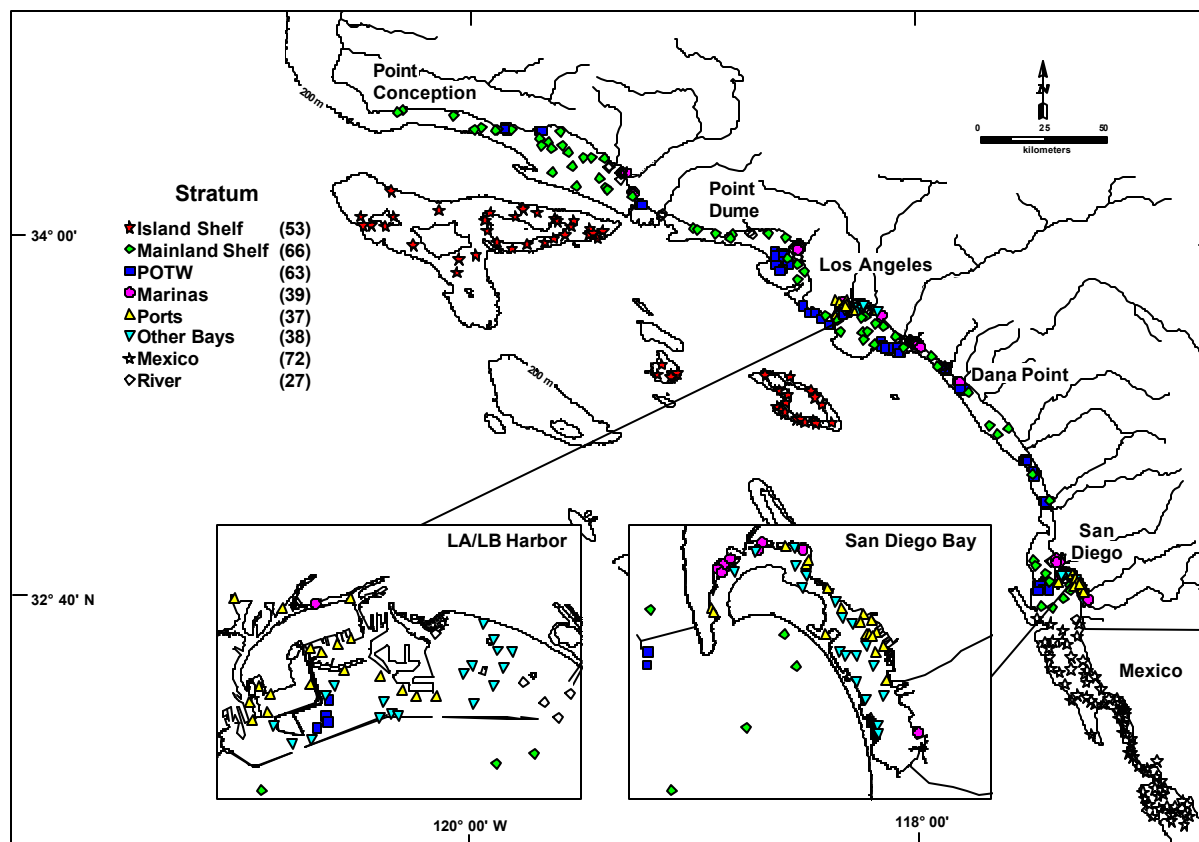 Point
Conception
200 m
N
0 25 50
kilometers
Stratum
Island Shelf (53)
Mainland Shelf (66)
POTW (63)
Marinas (39)
Ports (37)
Other Bays (38)
Mexico (72)
River (27)
Point
Dume
34° 00'
Los Angeles
200 m
Dana Point
LA/LB Harbor
San Diego Bay
San
Diego
32° 40' N
Mexico
120° 00' W
118° 00'